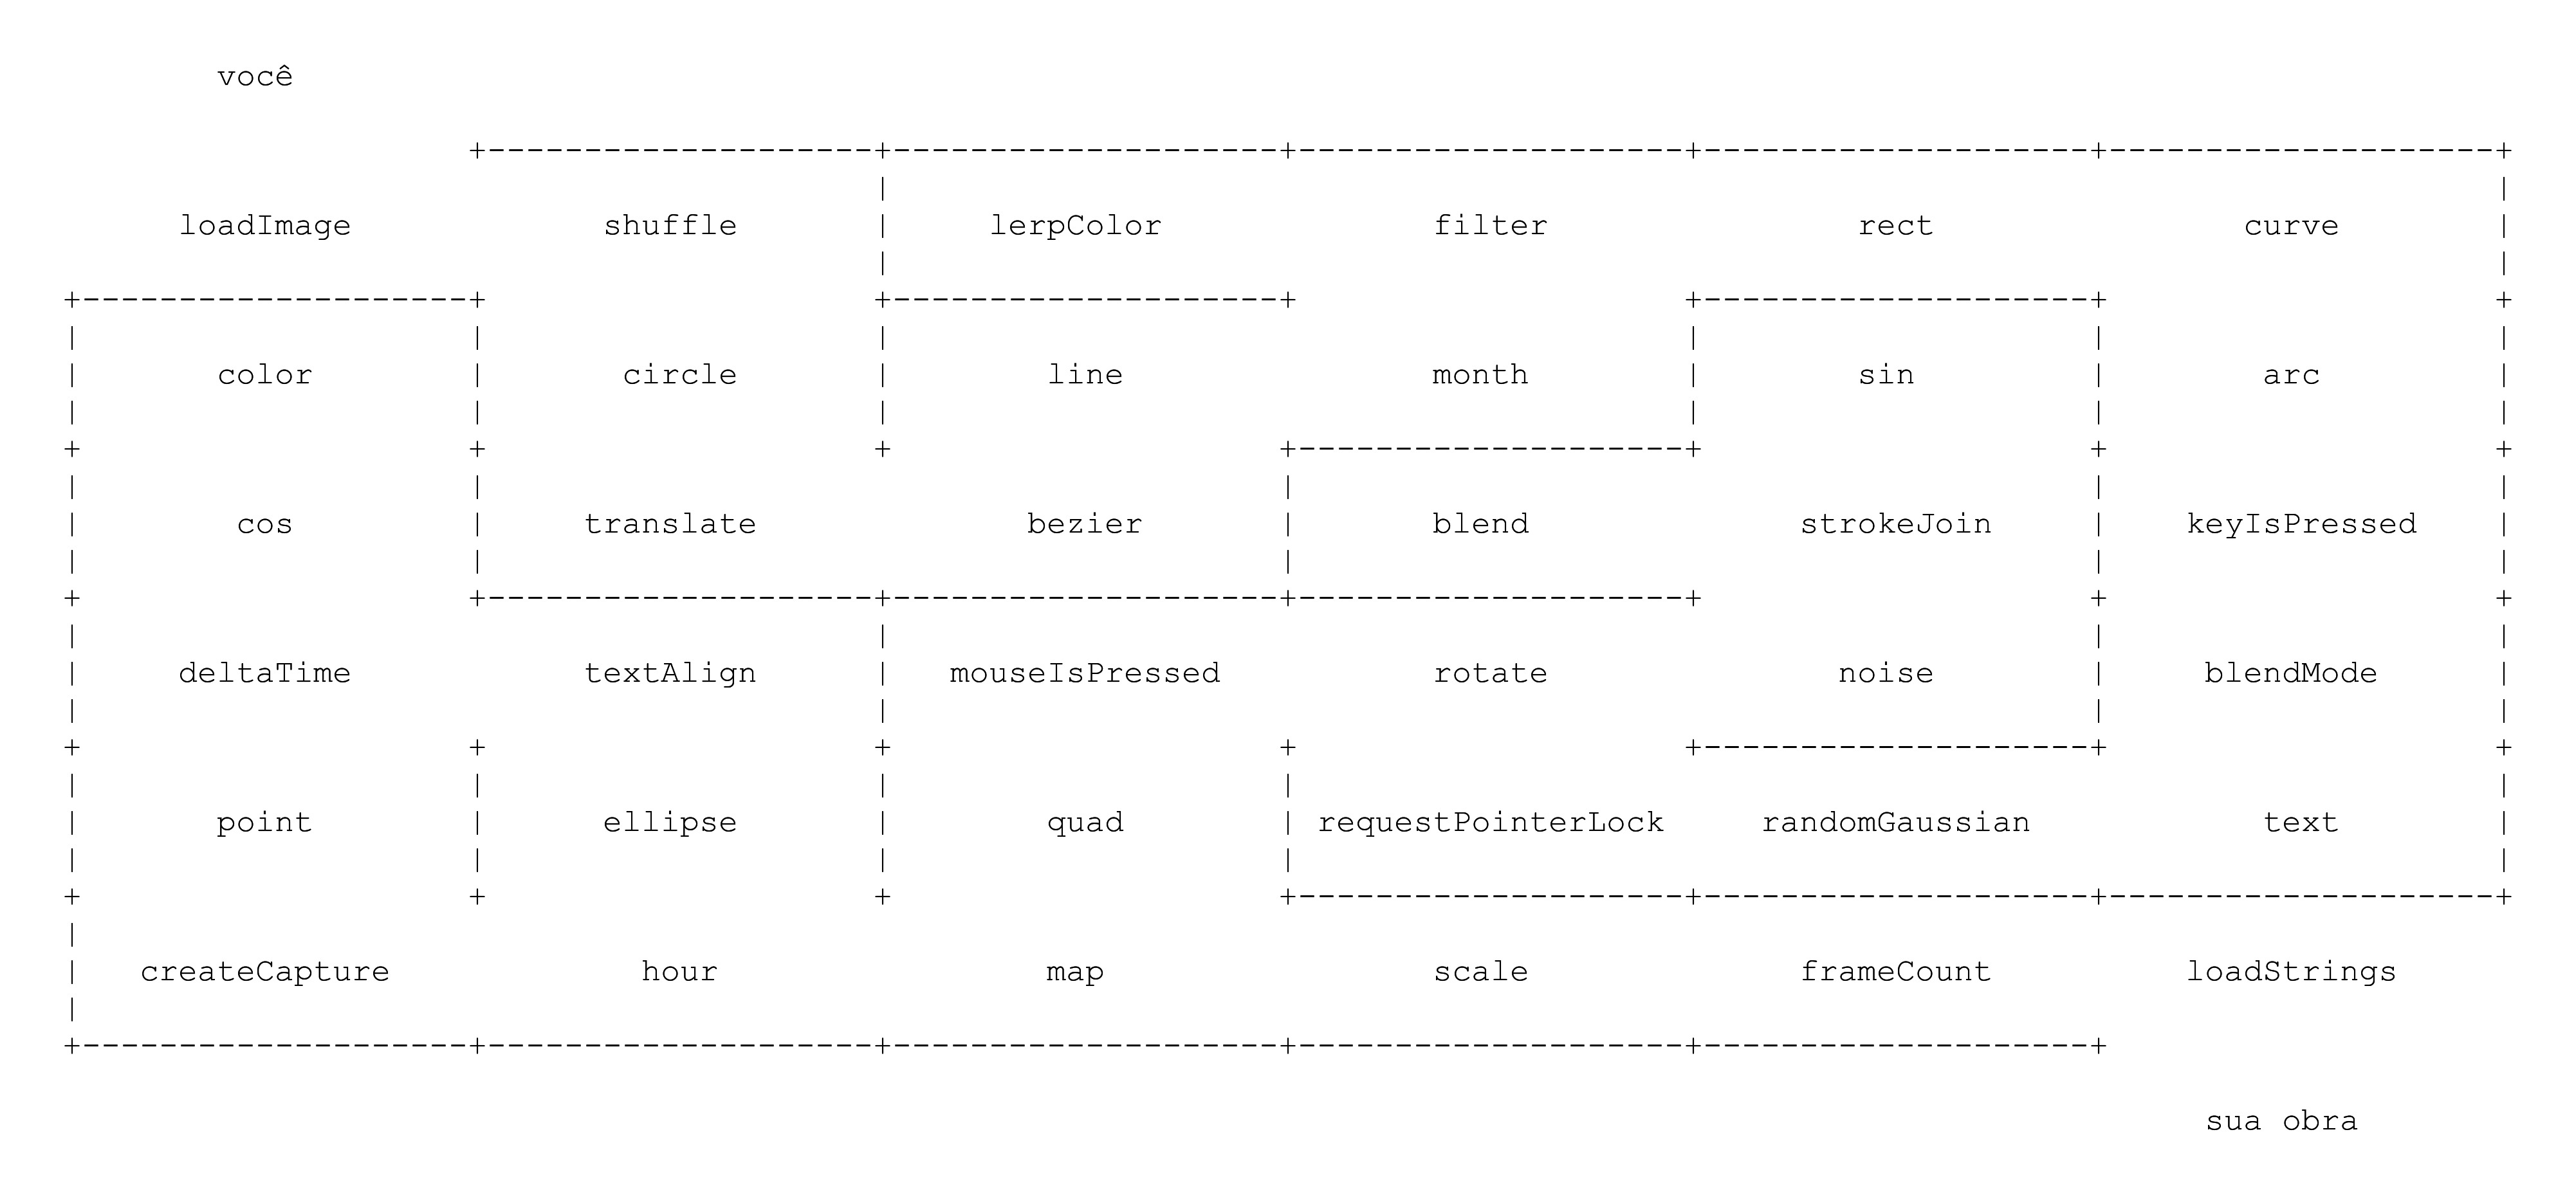 você
loadImage shuffle lerpColor filter rect curve
color circle line month sin arc
cos translate bezier blend strokeJoin keyIsPressed
deltaTime textAlign mouseIsPressed rotate noise blendMode
point ellipse quad requestPointerLock randomGaussian text
createCapture hour map scale frameCount loadStrings
sua obra